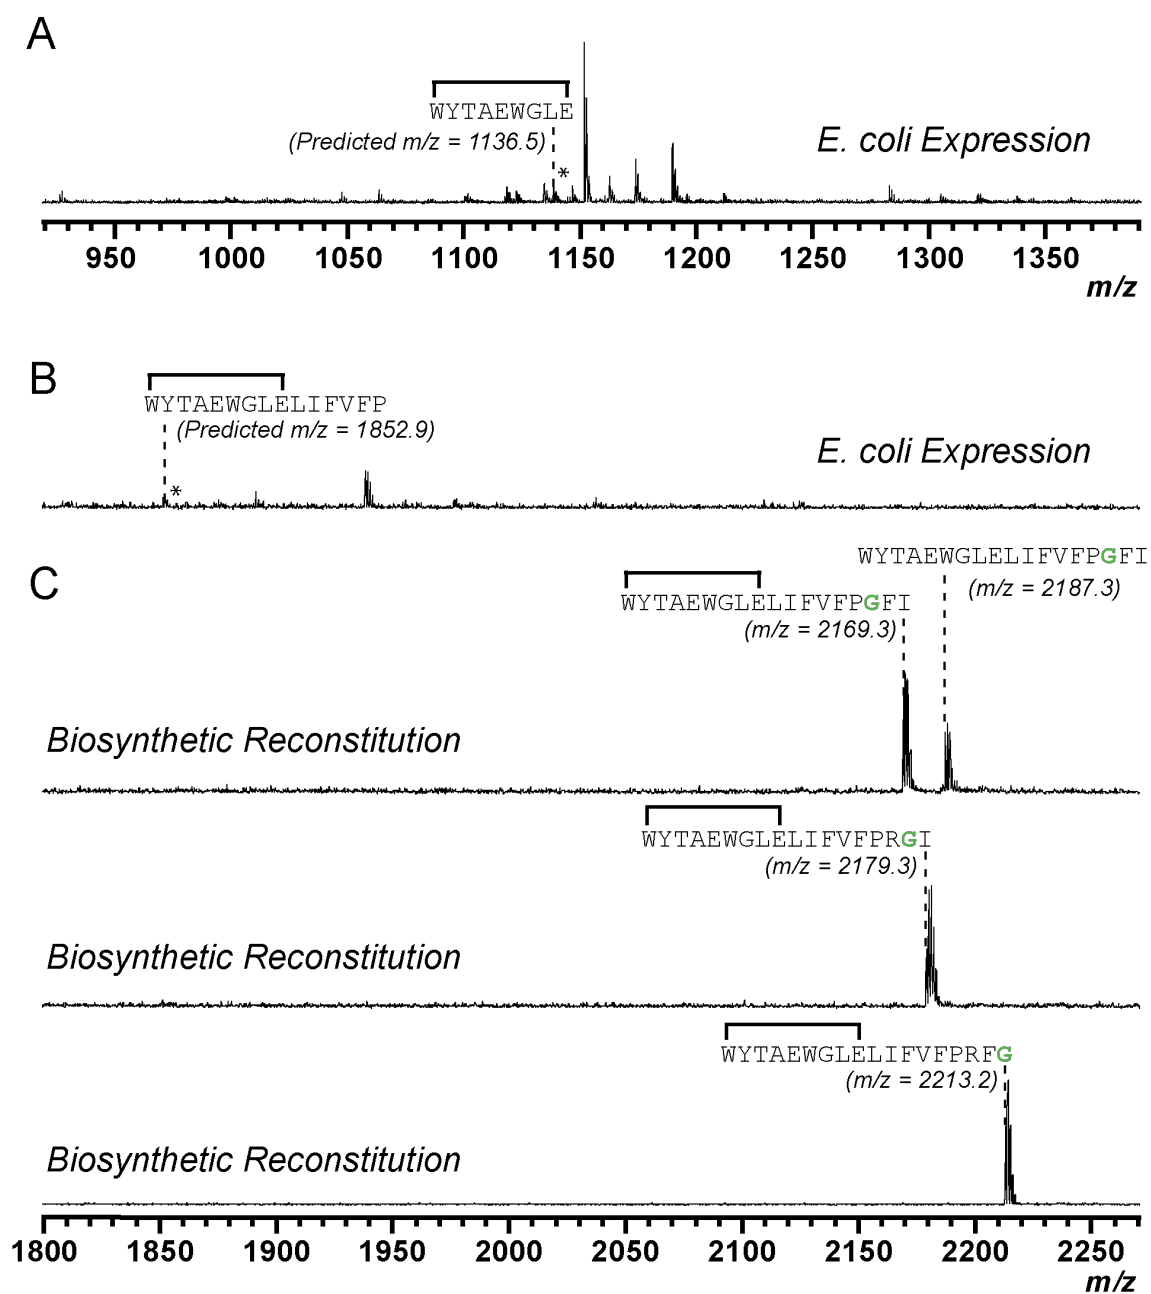 A
WYTAEWGLE
(Predicted m/z = 1136.5)
*
E. coli Expression
950 1000 1050 1100 1150 1200 1250 1300 1350
m/z
B
WYTAEWGLELIFVFP
(Predicted m/z = 1852.9)
*
E. coli Expression
C
WYTAEWGLELIFVFPGFI
(m/z = 2187.3)
WYTAEWGLELIFVFPGFI
(m/z = 2169.3)
Biosynthetic Reconstitution
WYTAEWGLELIFVFPRGI
(m/z = 2179.3)
Biosynthetic Reconstitution
WYTAEWGLELIFVFPRFG
(m/z = 2213.2)
Biosynthetic Reconstitution
1800 1850 1900 1950 2000 2050 2100 2150 2200 2250
m/z